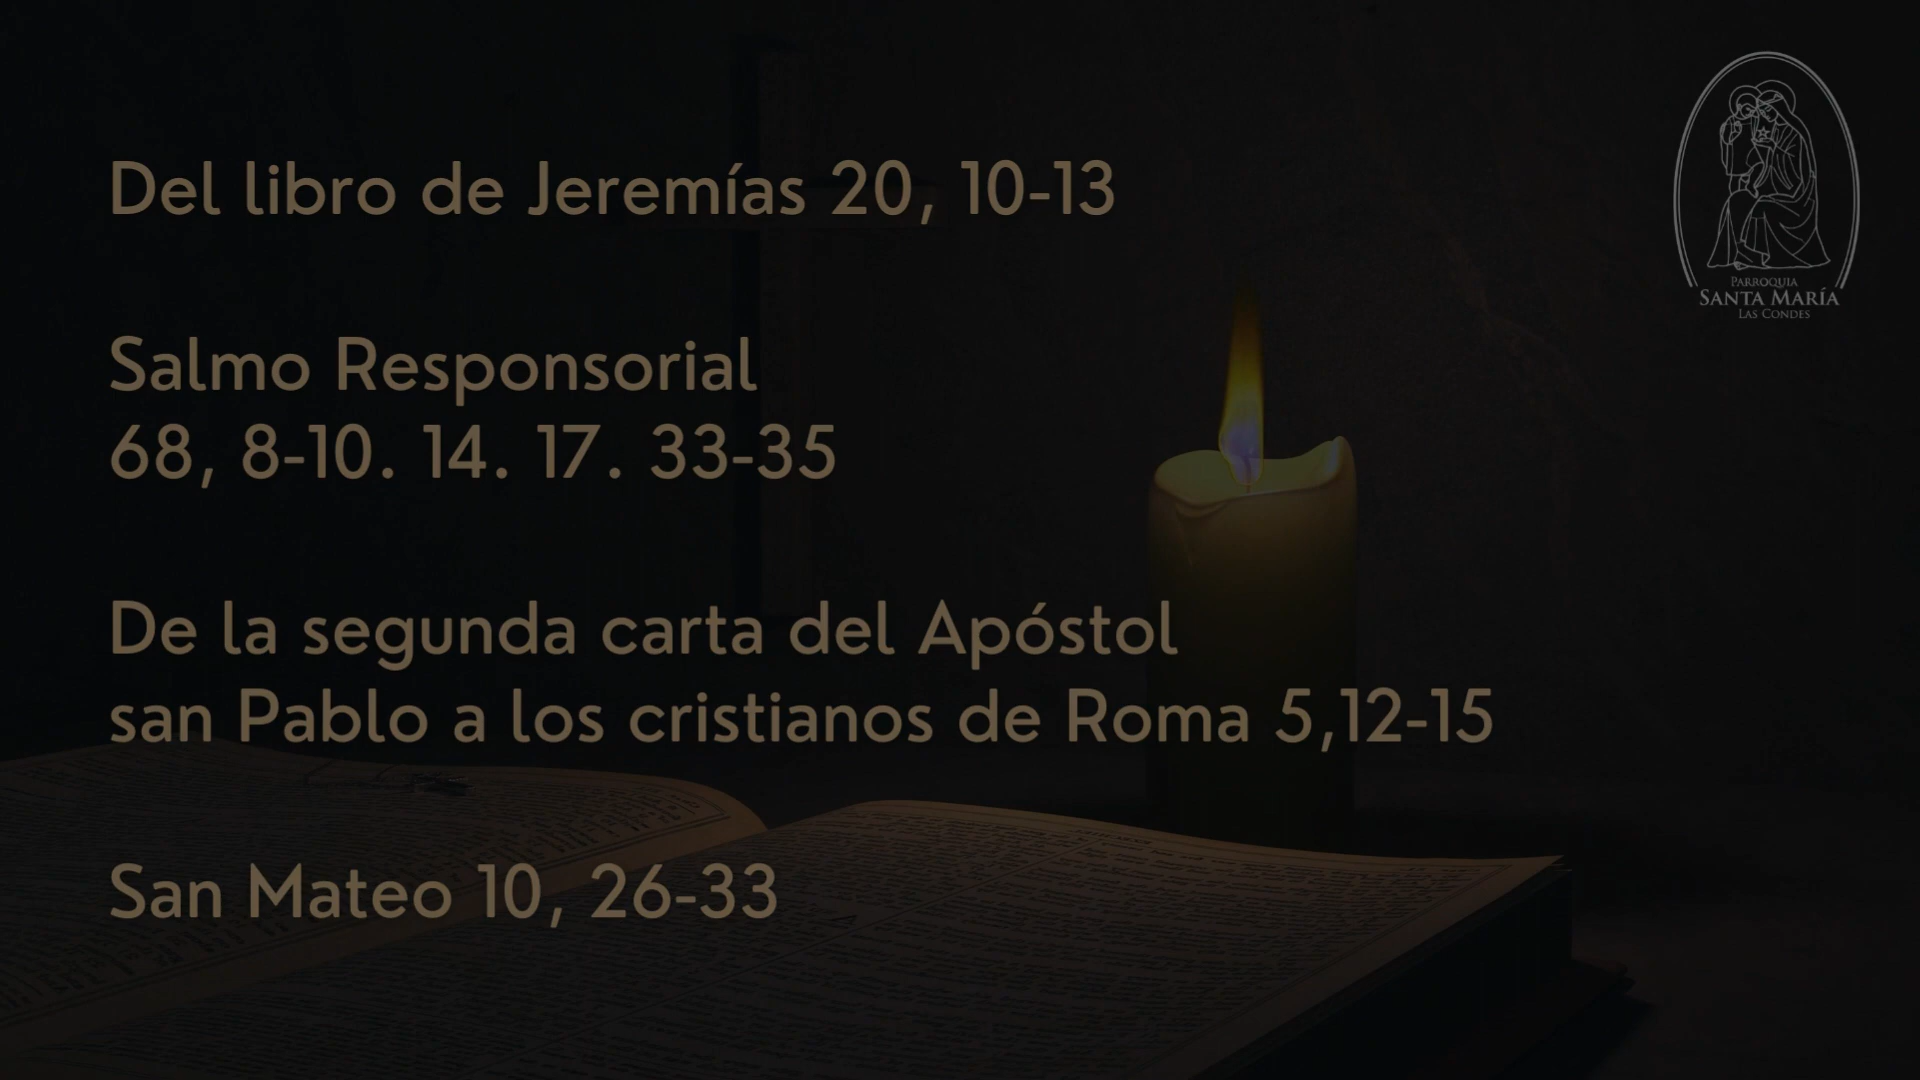 Del libro de Jeremías 20, 10-13
Salmo Responsorial
68, 8-10. 14. 17. 33-35
De la segunda carta del Apóstol
san Pablo a los cristianos de Roma 5,12-15
San Mateo 10, 26-33
PARROQUIA
SANTA MARÍA
LAS CONDES